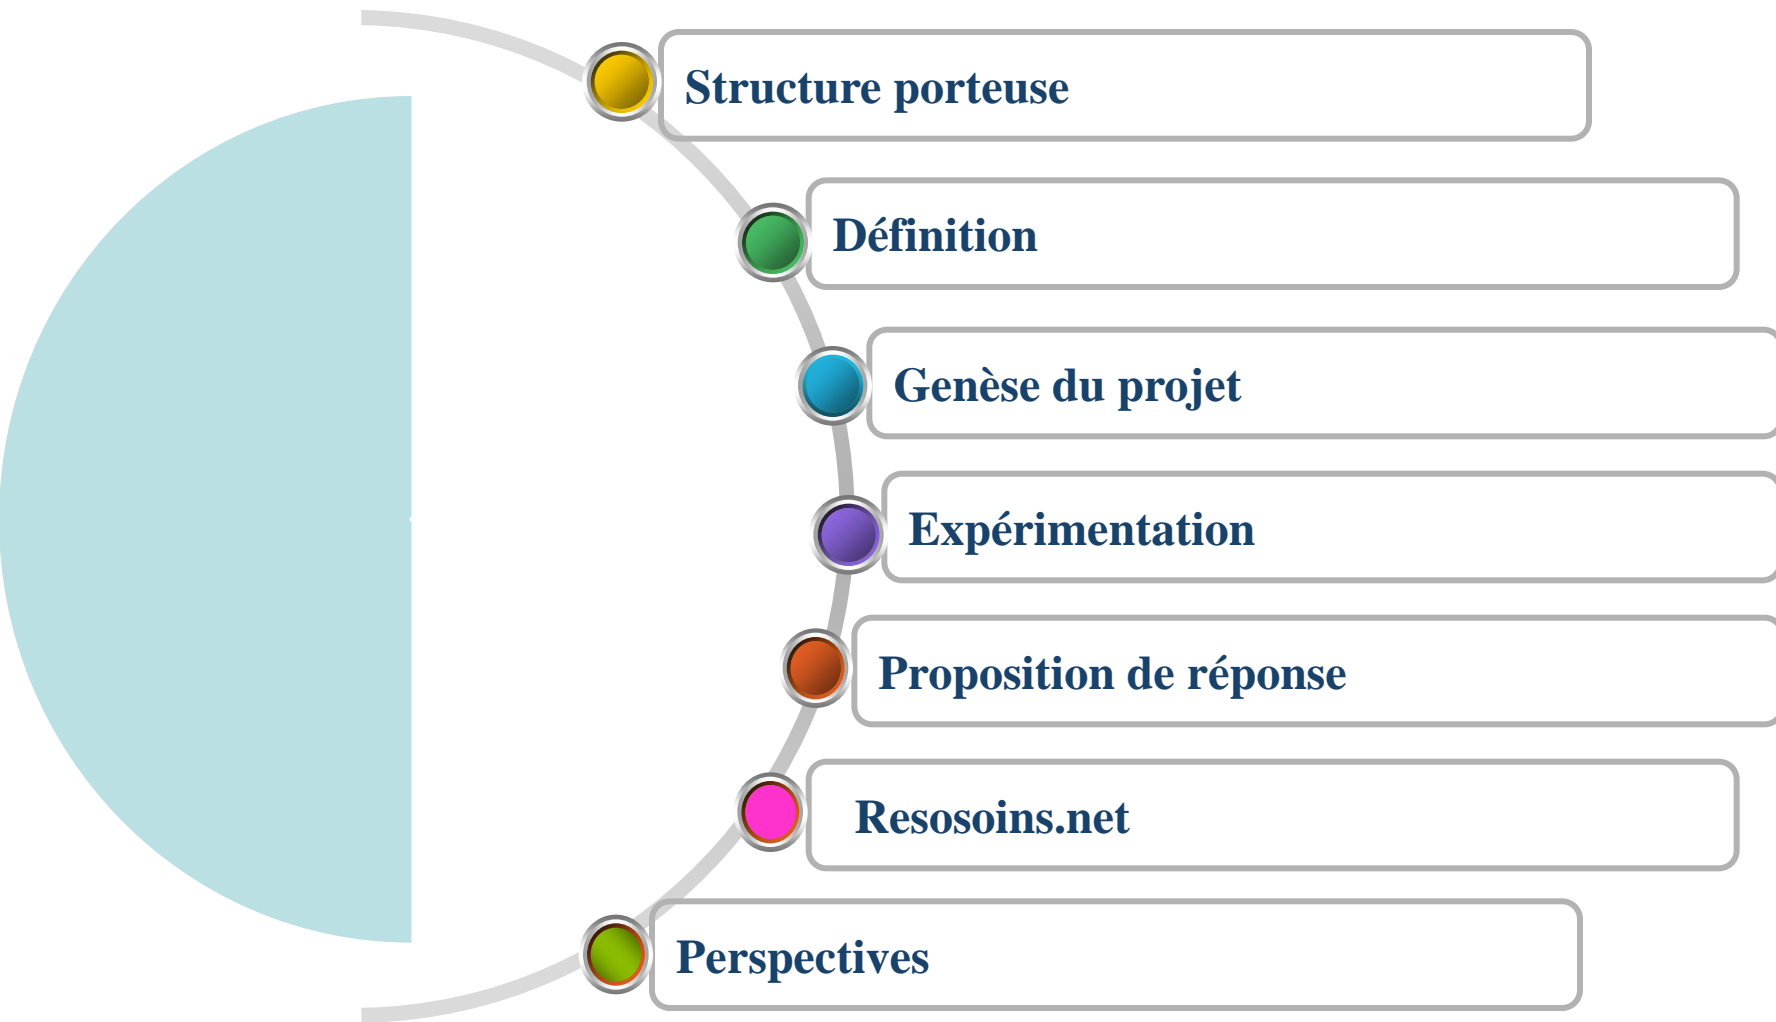 Structure porteuse
Définition
Genèse du projet
Expérimentation
Proposition de réponse
Resosoins.net
Perspectives